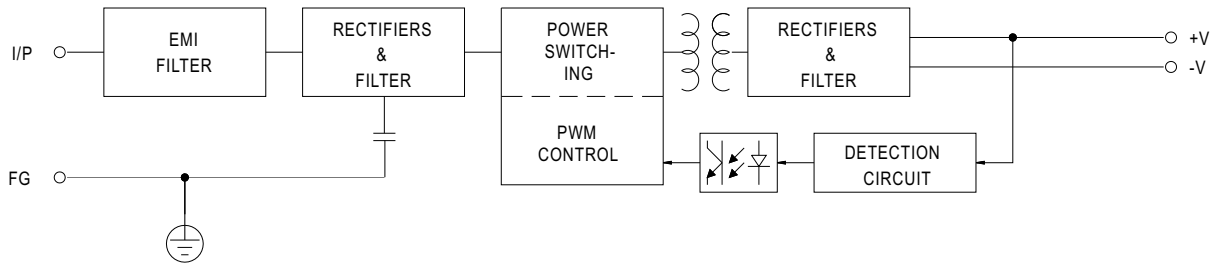 I/P
EMI
FILTER
RECTIFIERS
&
FILTER
POWER
SWITCH-
ING
PWM
CONTROL
RECTIFIERS
&
FILTER
+V
-V
DETECTION
CIRCUIT
FG